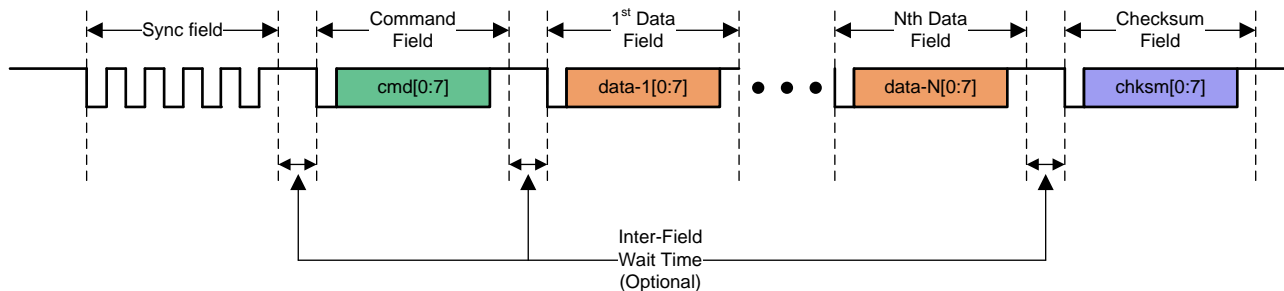 Sync field
Command
Field
1st Data
Field
Nth Data
Field
Checksum
Field
cmd[0:7]
data-1[0:7]
data-N[0:7]
chksm[0:7]
Inter-Field
Wait Time
(Optional)